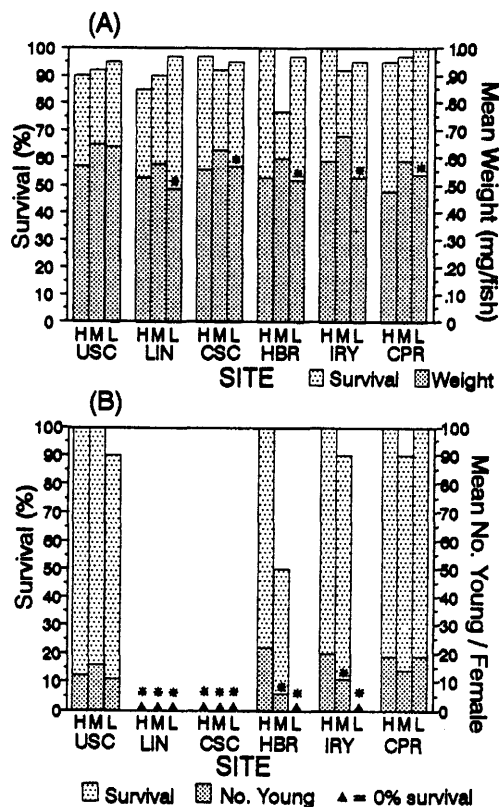 (A)
Survival (%)
100
90
80
70
60
50
40
30
20
10
0
Mean Weight (mg/fish)
1.00
.90
.80
.70
.60
.50
.40
.30
.20
.10
0
* * * * *
HML HML HML HML HML HML
USC LIN CSC HBR IRY CPR
SITE
Survival Weight
(B)
Survival (%)
100
90
80
70
60
50
40
30
20
10
0
Mean No. Young / Female
100
90
80
70
60
50
40
30
20
10
0
* * * * * * * * * *
HML HML HML HML HML HML
USC LIN CSC HBR IRY CPR
SITE
Survival No. Young ▲ = 0% survival